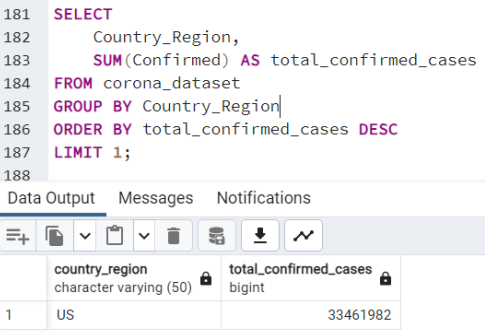 181 SELECT
182 Country_Region,
183 SUM(Confirmed) AS total_confirmed_cases
184 FROM corona_dataset
185 GROUP BY Country_Region
186 ORDER BY total_confirmed_cases DESC
187 LIMIT 1;
188
Data Output Messages Notifications
country_region total_confirmed_cases
character varying (50) bigint
1 US 33461982